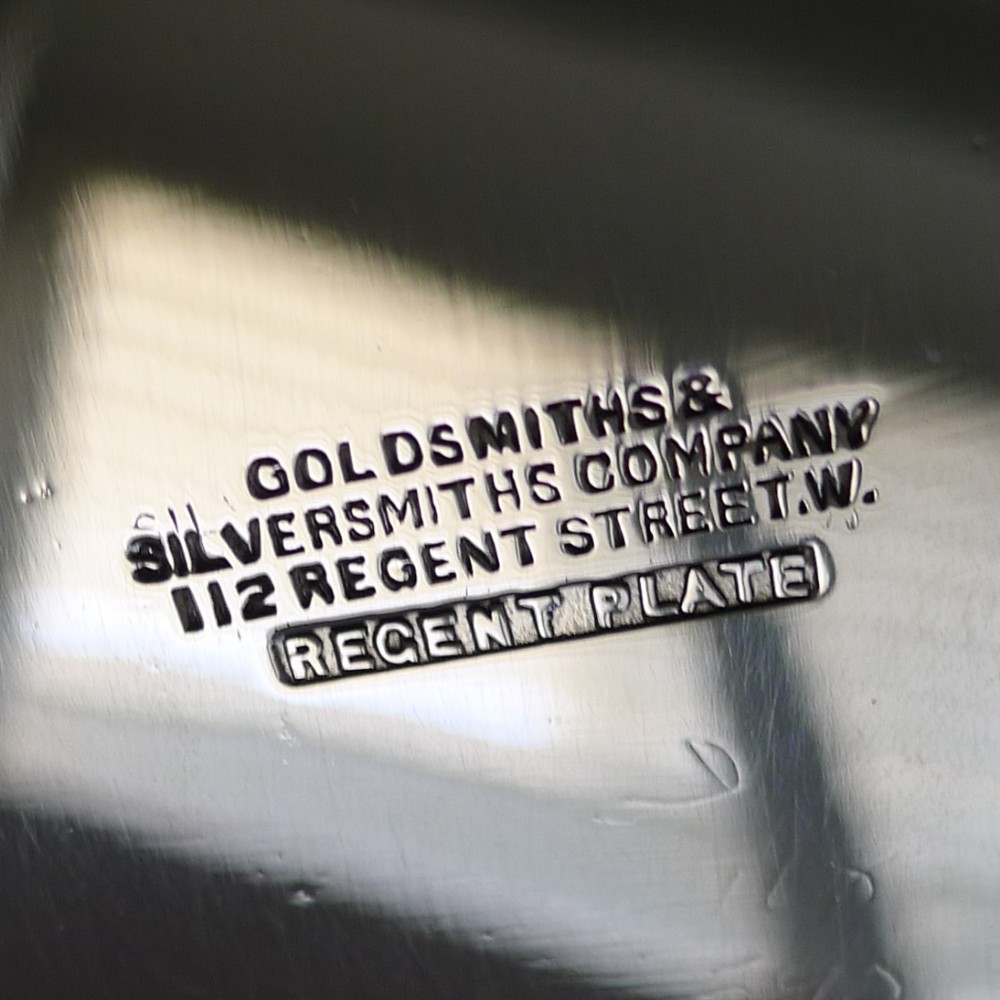 GOLDSMITHS &
SILVERSMITHS COMPANY
112 REGENT STREET.W.
REGENT PLATE